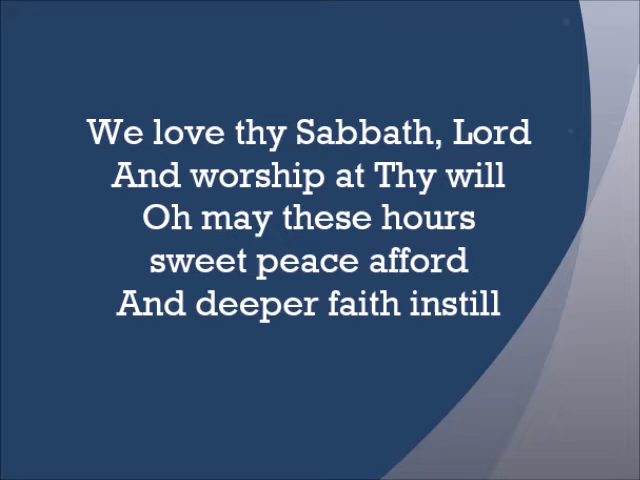 We love thy Sabbath, Lord
And worship at Thy will
Oh may these hours
sweet peace afford
And deeper faith instill